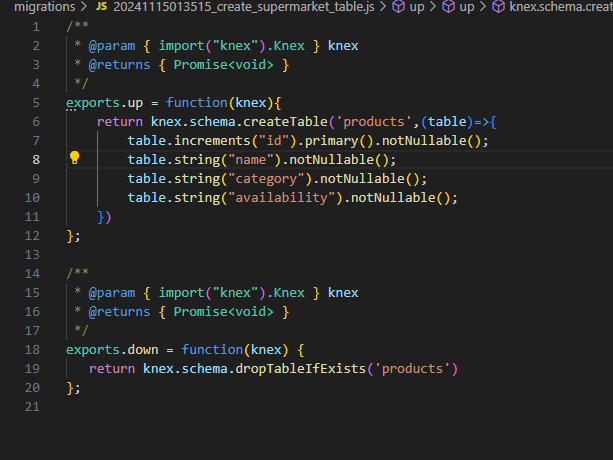 migrations > JS 20241115013515_create_supermarket_table.js > up > up > knex.schema.creat
1 /**
2  * @param { import("knex").Knex } knex
3  * @returns { Promise<void> }
4  */
5 exports.up = function(knex){
6     return knex.schema.createTable('products',(table)=>{
7         table.increments("id").primary().notNullable();
8         table.string("name").notNullable();
9         table.string("category").notNullable();
10         table.string("availability").notNullable();
11     })
12 };
13
14 /**
15  * @param { import("knex").Knex } knex
16  * @returns { Promise<void> }
17  */
18 exports.down = function(knex) {
19    return knex.schema.dropTableIfExists('products')
20 };
21